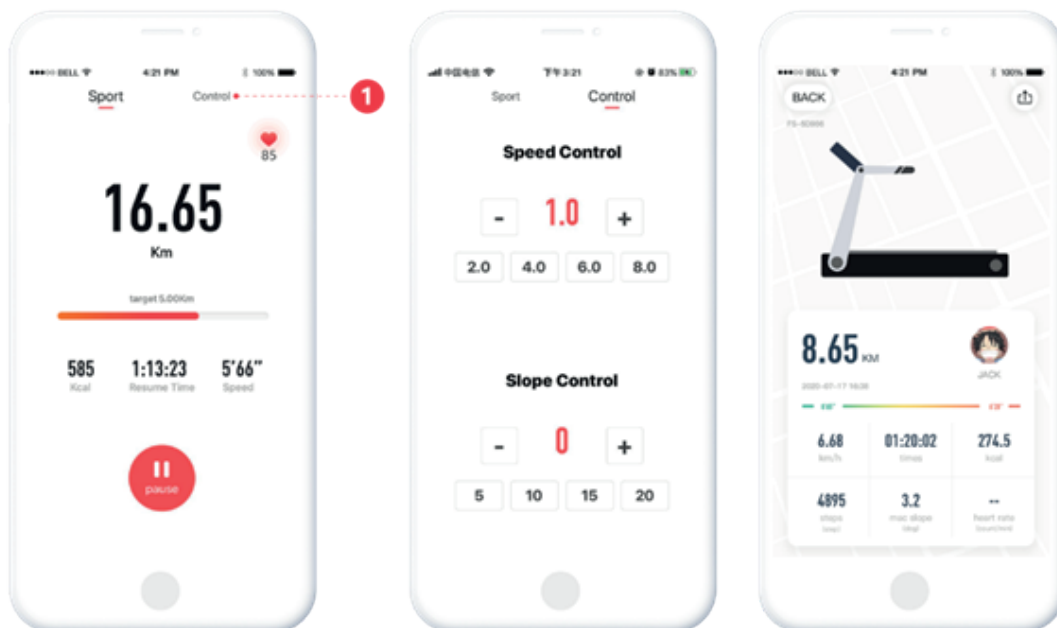 BELL 4:21 PM 100%
Sport Control
1
85
16.65
Km
target 5.00Km
585 1:13:23 5'66"
Kcal Resume Time Speed
pause
中国电信 下午3:21 83%
Sport Control
Speed Control
- 1.0 +
2.0 4.0 6.0 8.0
Slope Control
- 0 +
5 10 15 20
BELL 4:21 PM 100%
BACK
8.65 KM
JACK
6.68 01:20:02 274.5
km/h times kcal
4895 3.2 --
steps max slope heart rate